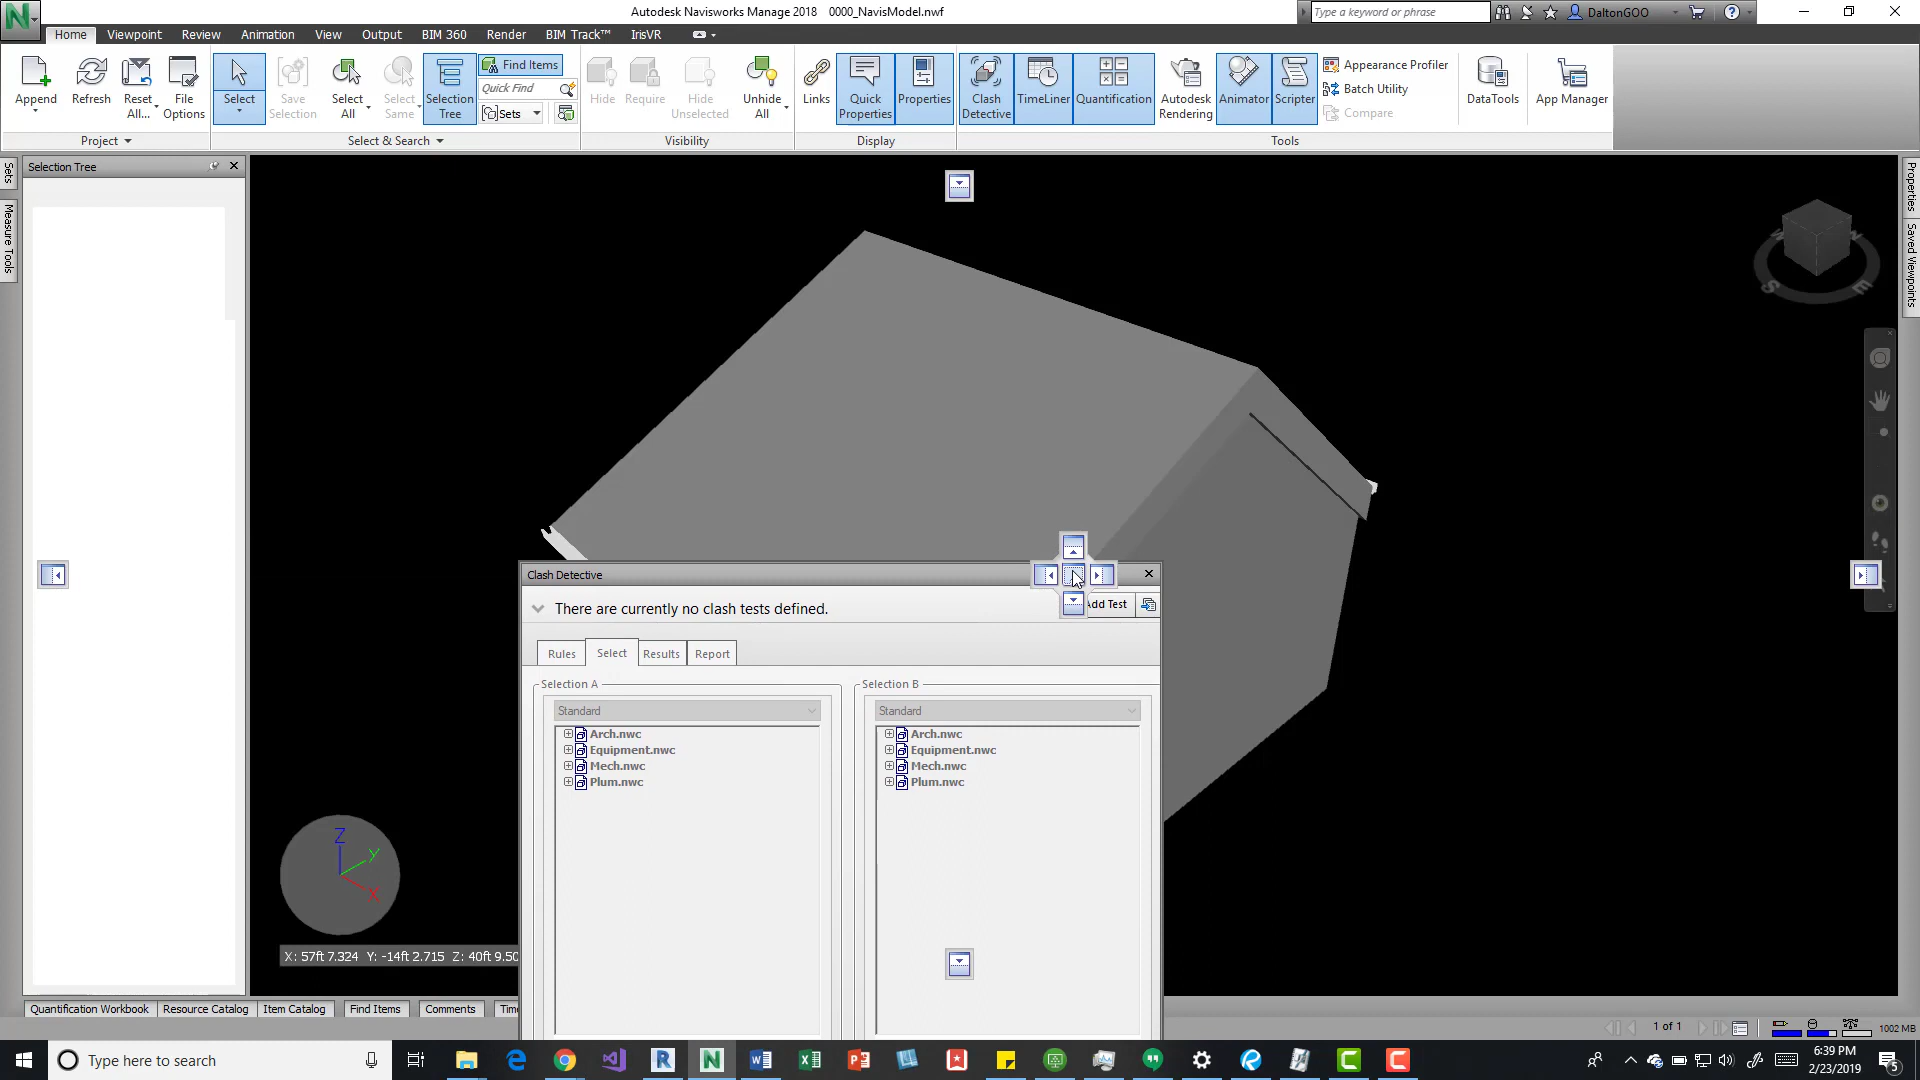 Autodesk Navisworks Manage 2018 0000_NavisModel.nwf
Type a keyword or phrase
DaltonGOO
Home Viewpoint Review Animation View Output BIM 360 Render BIM Track™ IrisVR
Append
Refresh
Reset All...
File Options
Project
Select
Save Selection
Select All
Select Same
Selection Tree
Find Items
Quick Find
Sets
Select & Search
Hide
Require
Hide Unselected
Unhide All
Visibility
Links
Quick Properties
Properties
Display
Clash Detective
TimeLiner
Quantification
Autodesk Rendering
Animator
Scripter
Appearance Profiler
Batch Utility
Compare
Tools
DataTools
App Manager
Sets
Measure Tools
Selection Tree
Properties
Saved Viewpoints
S
E
Clash Detective
There are currently no clash tests defined.
dd Test
Rules Select Results Report
Selection A
Standard
Arch.nwc
Equipment.nwc
Mech.nwc
Plum.nwc
Selection B
Standard
Arch.nwc
Equipment.nwc
Mech.nwc
Plum.nwc
Z
Y
X
X: 57ft 7.324 Y: -14ft 2.715 Z: 40ft 9.50
Quantification Workbook Resource Catalog Item Catalog Find Items Comments Tim
1 of 1
1002 MB
Type here to search
6:39 PM
2/23/2019
5